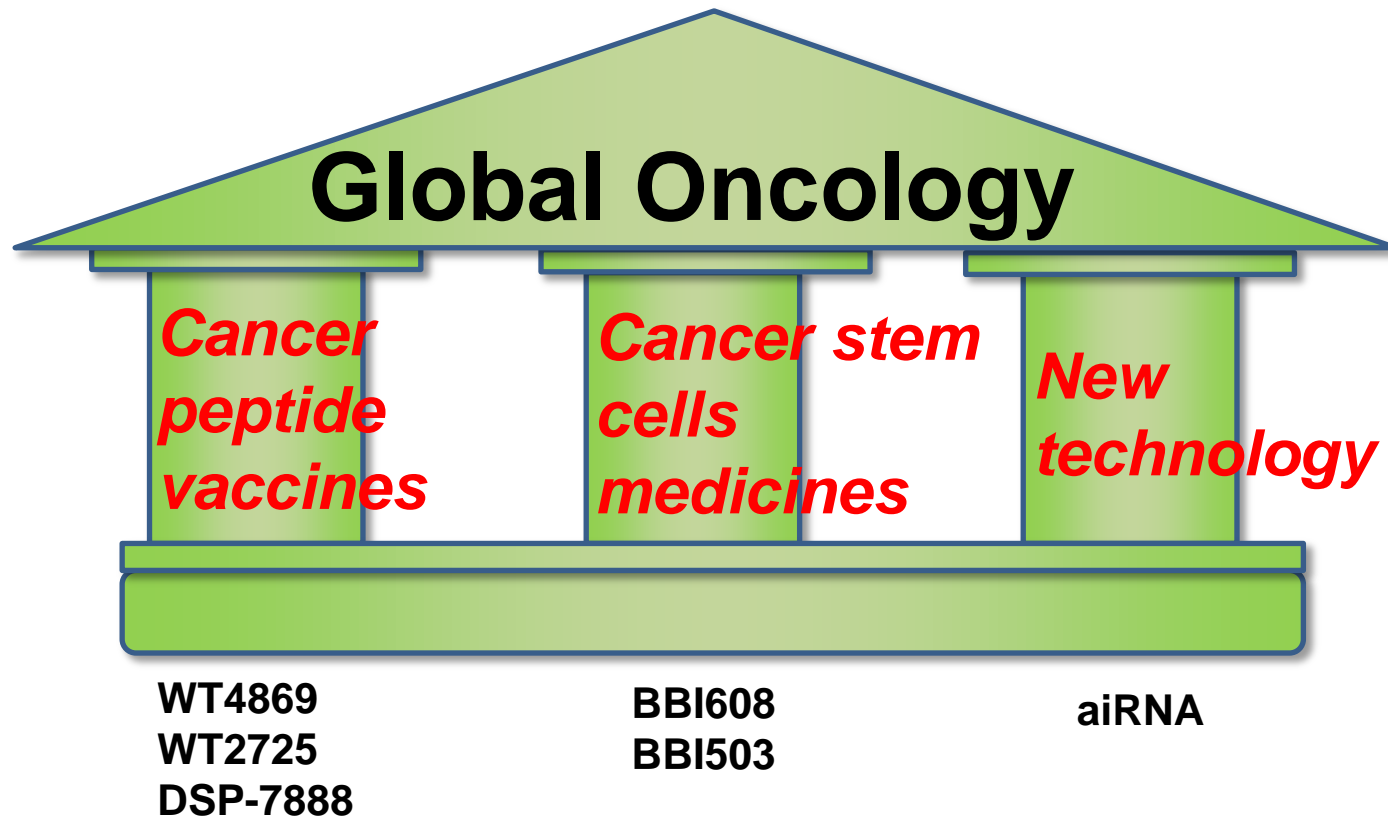 Global Oncology
Cancer
peptide
vaccines
Cancer stem
cells
medicines
New
technology
WT4869
WT2725
DSP-7888
BBI608
BBI503
aiRNA